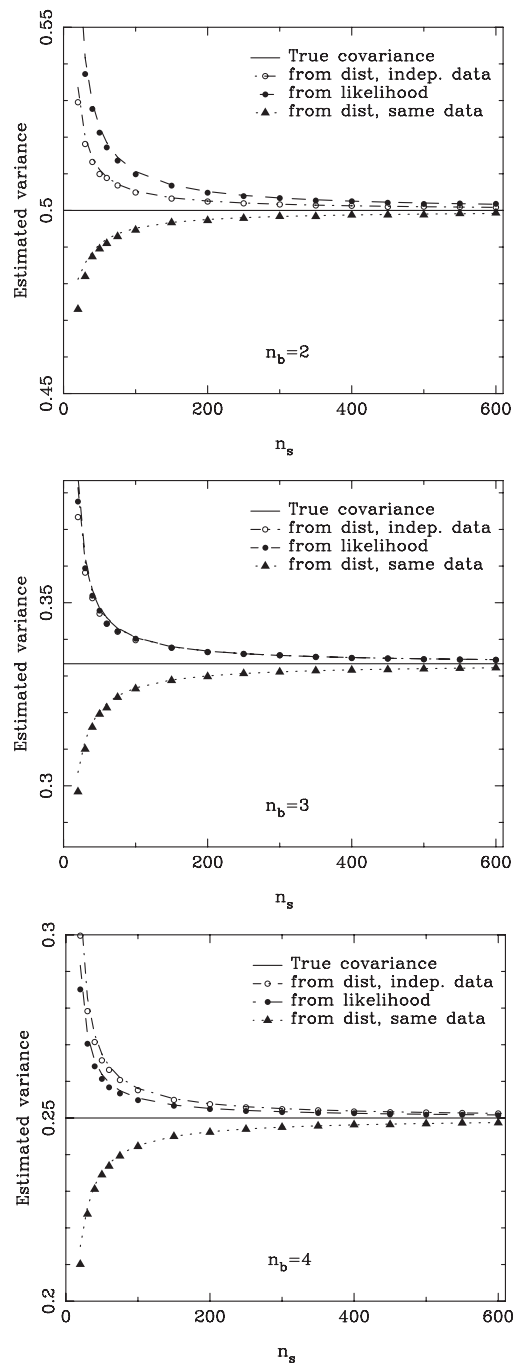 0.55
True covariance
from dist, indep. data
from likelihood
from dist, same data
Estimated variance
0.5
n_b=2
0.45
0
200
400
600
n_s
True covariance
from dist, indep. data
from likelihood
from dist, same data
0.35
Estimated variance
0.3
n_b=3
0
200
400
600
n_s
0.3
True covariance
from dist, indep. data
from likelihood
from dist, same data
Estimated variance
0.25
n_b=4
0.2
0
200
400
600
n_s